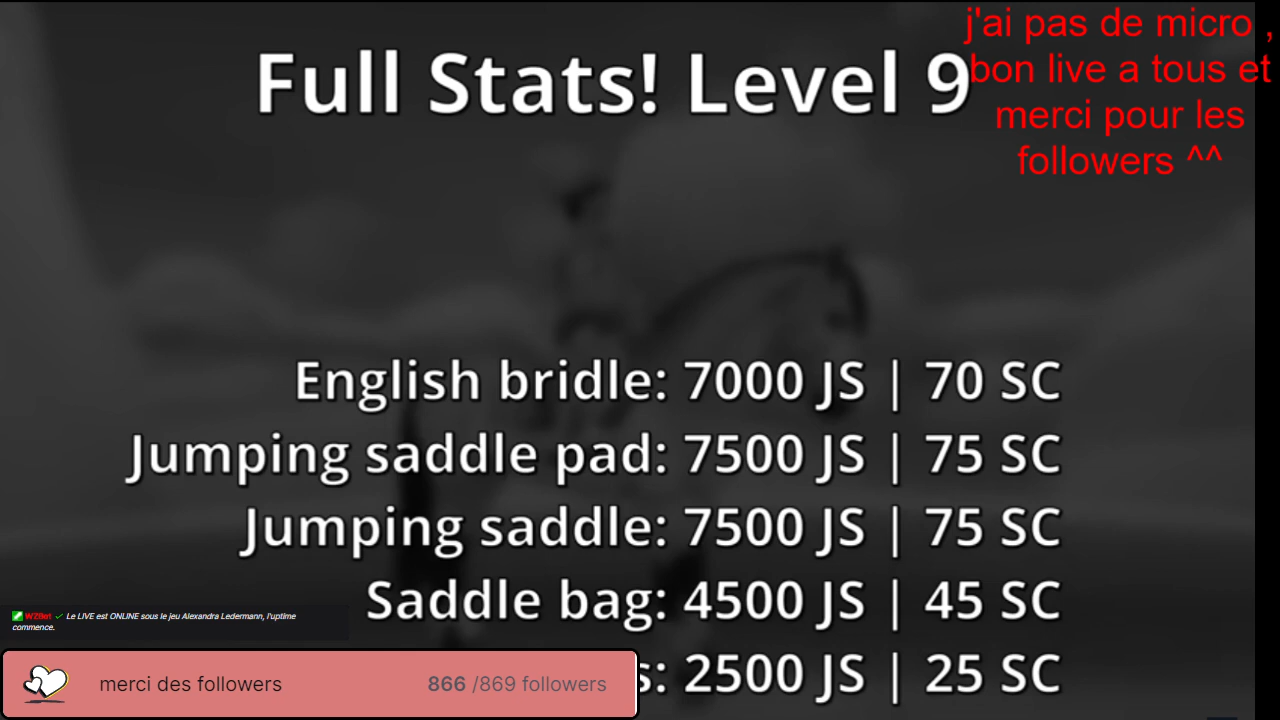 Full Stats! Level 9
j'ai pas de micro ,
bon live a tous et
merci pour les
followers ^^
English bridle: 7000 JS | 70 SC
Jumping saddle pad: 7500 JS | 75 SC
Jumping saddle: 7500 JS | 75 SC
Saddle bag: 4500 JS | 45 SC
WZBot Le LIVE est ONLINE sous le jeu Alexandra Ledermann, l'uptime
commence.
s: 2500 JS | 25 SC
merci des followers 866 /869 followers